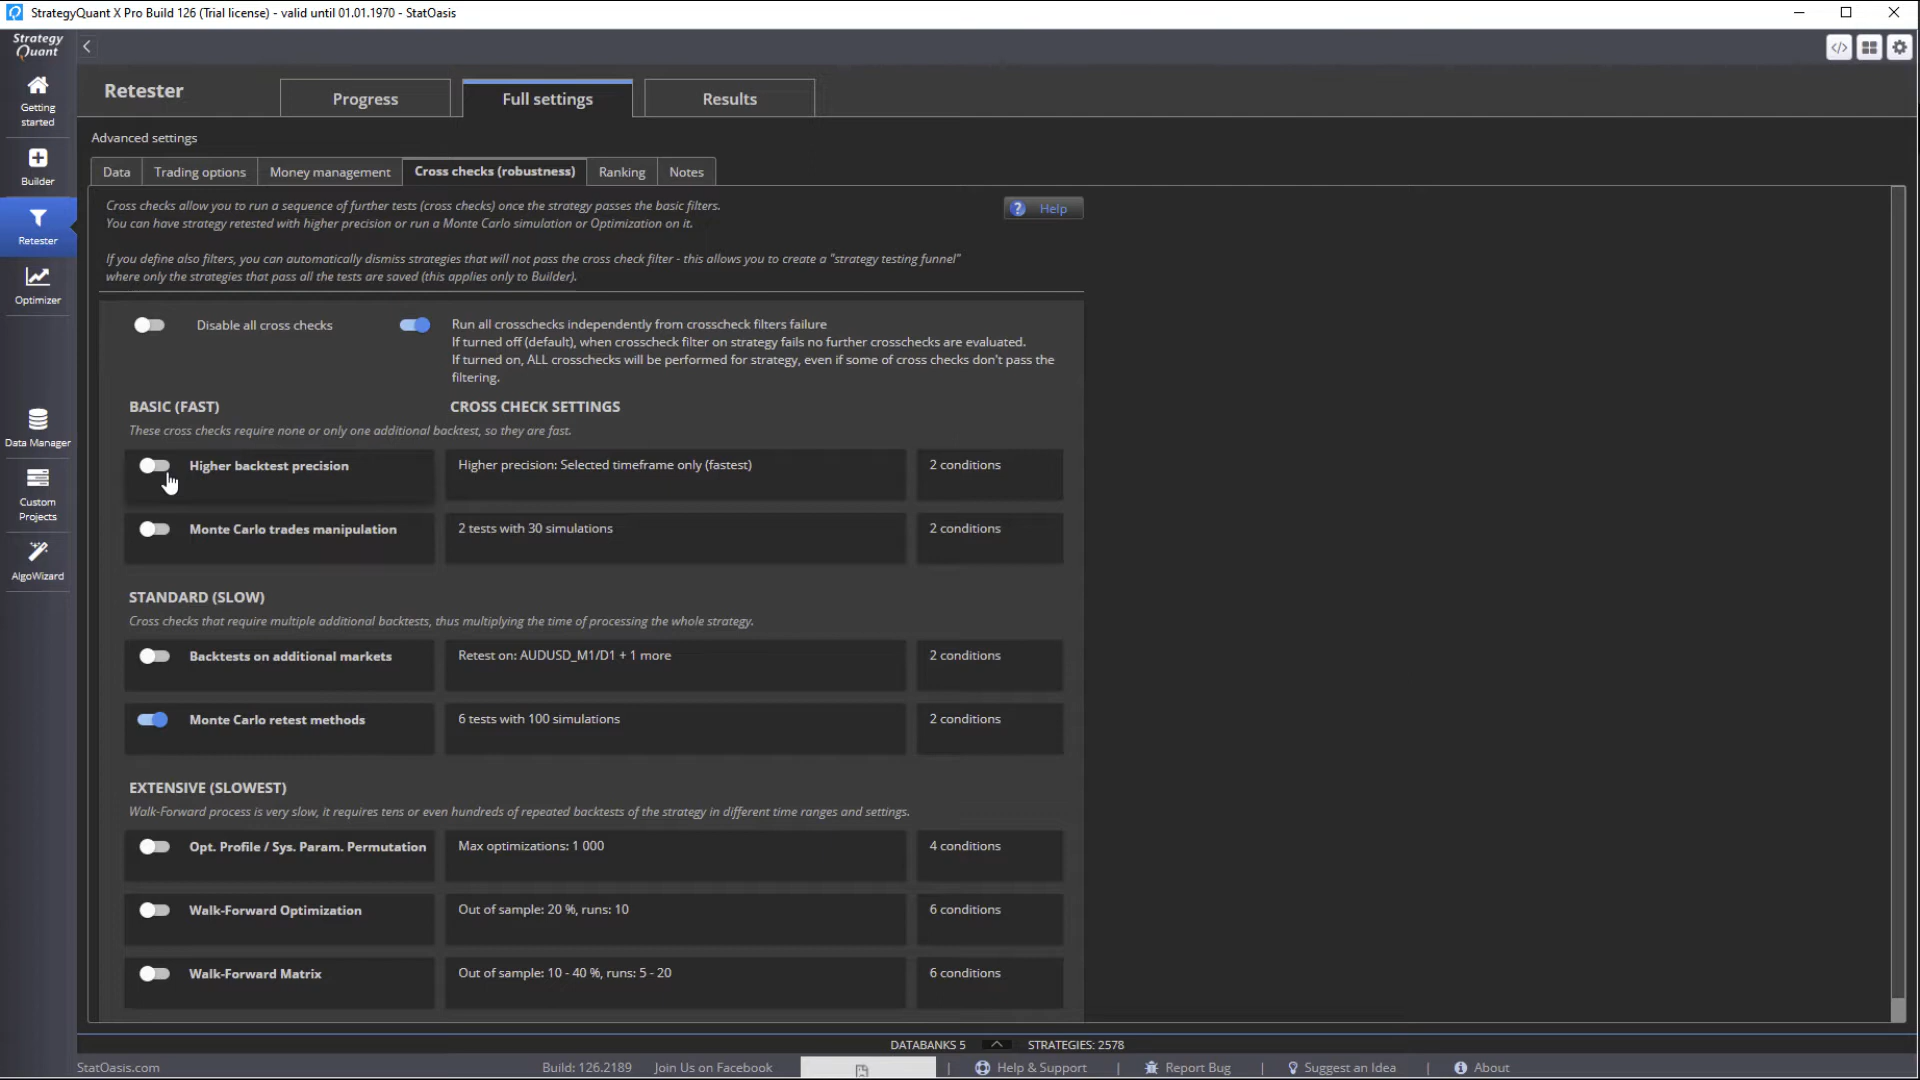 StrategyQuant X Pro Build 126 (Trial license) - valid until 01.01.1970 - StatOasis
Strategy
Quant
Getting
started
Builder
Retester
Optimizer
Data Manager
Custom
Projects
AlgoWizard
Retester
Progress
Full settings
Results
Advanced settings
Data
Trading options
Money management
Cross checks (robustness)
Ranking
Notes
Cross checks allow you to run a sequence of further tests (cross checks) once the strategy passes the basic filters.
You can have strategy retested with higher precision or run a Monte Carlo simulation or Optimization on it.
If you define also filters, you can automatically dismiss strategies that will not pass the cross check filter - this allows you to create a "strategy testing funnel"
where only the strategies that pass all the tests are saved (this applies only to Builder).
? Help
Disable all cross checks
Run all crosschecks independently from crosscheck filters failure
If turned off (default), when crosscheck filter on strategy fails no further crosschecks are evaluated.
If turned on, ALL crosschecks will be performed for strategy, even if some of cross checks don't pass the
filtering.
BASIC (FAST)
CROSS CHECK SETTINGS
These cross checks require none or only one additional backtest, so they are fast.
Higher backtest precision
Higher precision: Selected timeframe only (fastest)
2 conditions
Monte Carlo trades manipulation
2 tests with 30 simulations
2 conditions
STANDARD (SLOW)
Cross checks that require multiple additional backtests, thus multiplying the time of processing the whole strategy.
Backtests on additional markets
Retest on: AUDUSD_M1/D1 + 1 more
2 conditions
Monte Carlo retest methods
6 tests with 100 simulations
2 conditions
EXTENSIVE (SLOWEST)
Walk-Forward process is very slow, it requires tens or even hundreds of repeated backtests of the strategy in different time ranges and settings.
Opt. Profile / Sys. Param. Permutation
Max optimizations: 1 000
4 conditions
Walk-Forward Optimization
Out of sample: 20 %, runs: 10
6 conditions
Walk-Forward Matrix
Out of sample: 10 - 40 %, runs: 5 - 20
6 conditions
DATABANKS 5
STRATEGIES: 2578
StatOasis.com
Build: 126.2189
Join Us on Facebook
Help & Support
Report Bug
Suggest an Idea
About